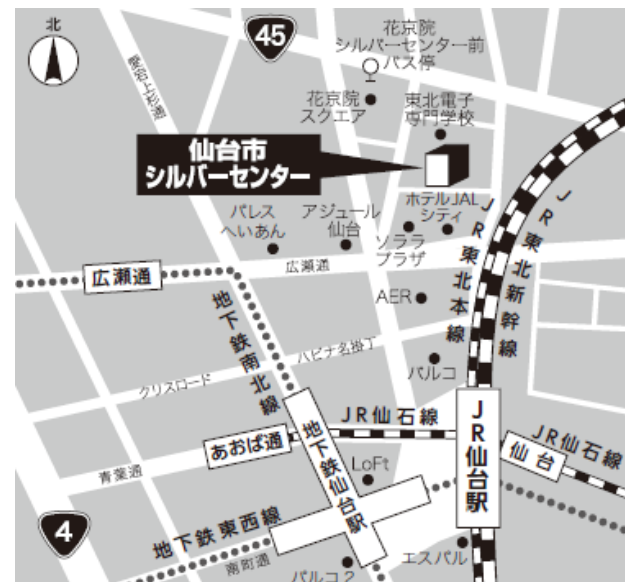 北
45
花京院
シルバーセンター前
バス停
愛宕上杉通
花京院
スクエア
東北電子
専門学校
仙台市
シルバーセンター
ホテルJAL
シティ
パレス
へいあん
アジュール
仙台
ソララ
プラザ
JR東北本線
JR東北新幹線
広瀬通
広瀬通
AER
地下鉄南北線
ハピナ名掛丁
クリスロード
パルコ
JR仙石線
あおば通
地下鉄仙台駅
JR仙台駅
仙台
JR仙石線
青葉通
LoFt
4
地下鉄東西線
南町通
パルコ2
エスパル